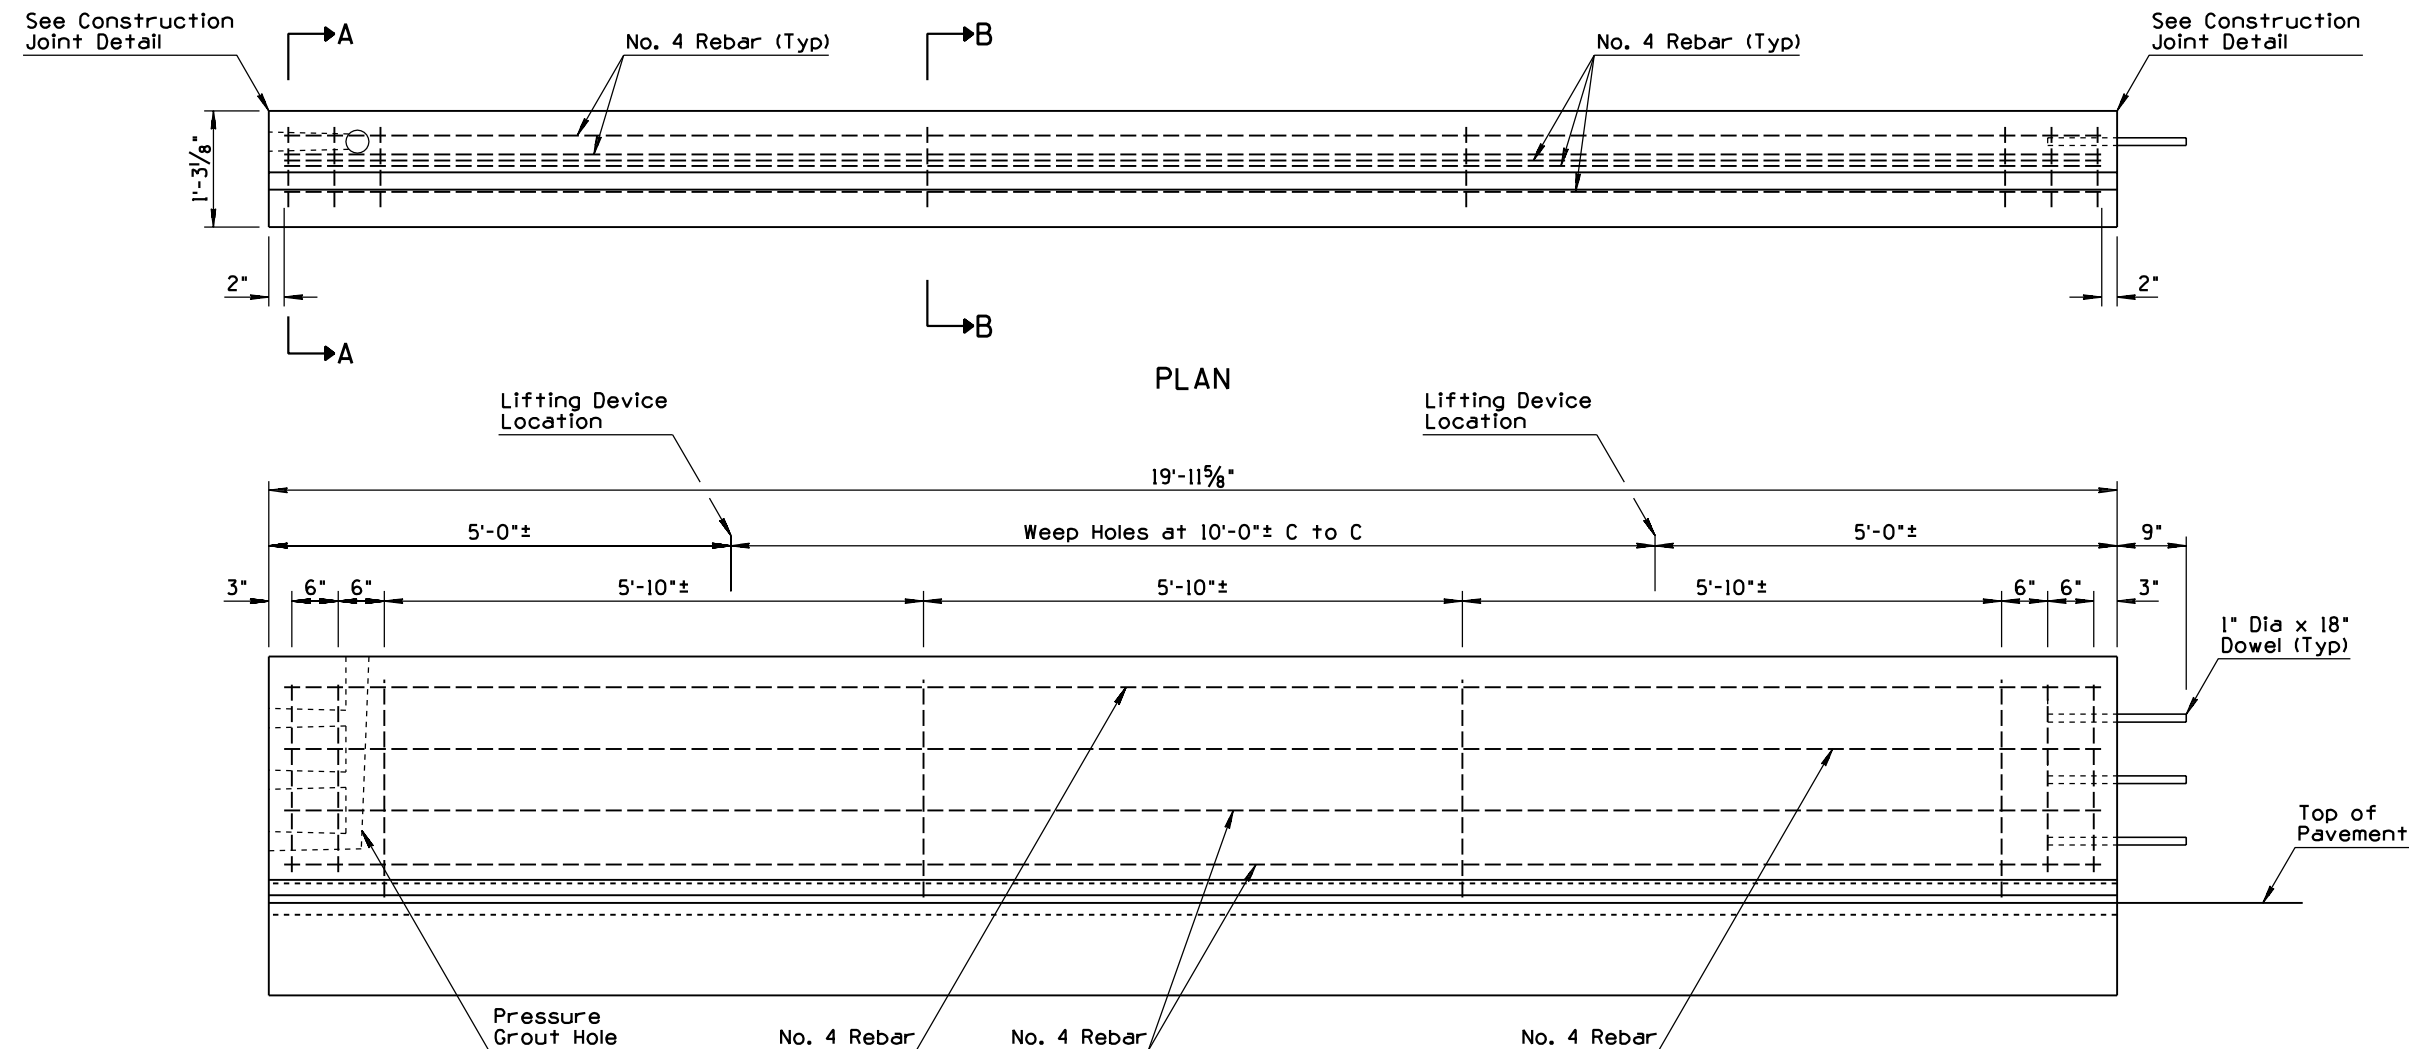 See Construction
Joint Detail
A
No. 4 Rebar (Typ)
B
No. 4 Rebar (Typ)
See Construction
Joint Detail
1'-3⅛"
2"
2"
A
B
PLAN
Lifting Device
Location
Lifting Device
Location
19'-11⅝"
5'-0"±
Weep Holes at 10'-0"± C to C
5'-0"±
9"
3"
6"
6"
5'-10"±
5'-10"±
5'-10"±
6"
6"
3"
1" Dia x 18"
Dowel (Typ)
Top of
Pavement
Pressure
Grout Hole
No. 4 Rebar
No. 4 Rebar
No. 4 Rebar